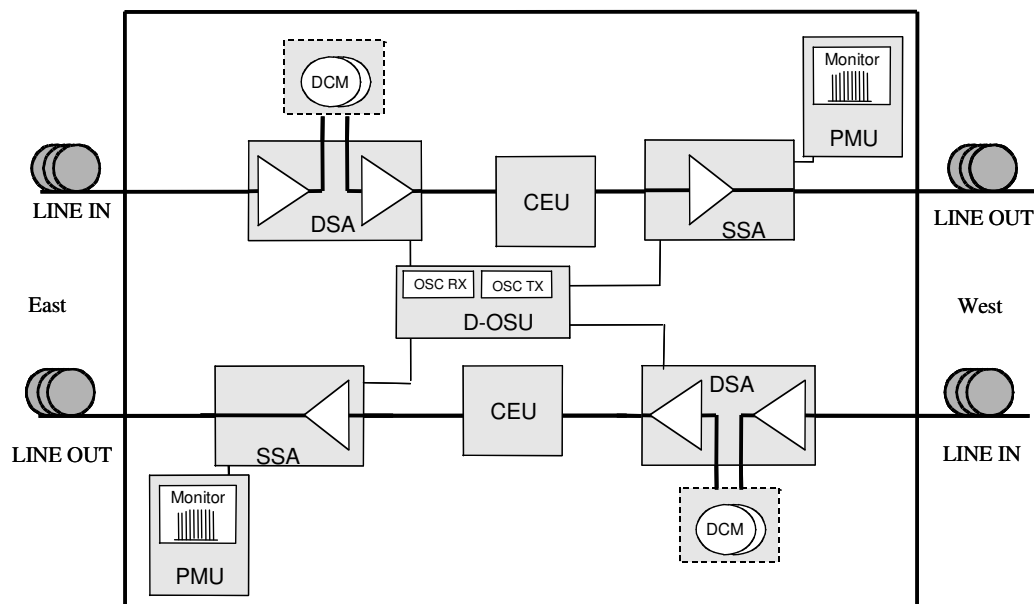 DCM
Monitor
PMU
LINE IN
DSA
CEU
SSA
LINE OUT
OSC RX
OSC TX
D-OSU
East
West
DSA
CEU
SSA
LINE OUT
LINE IN
Monitor
PMU
DCM